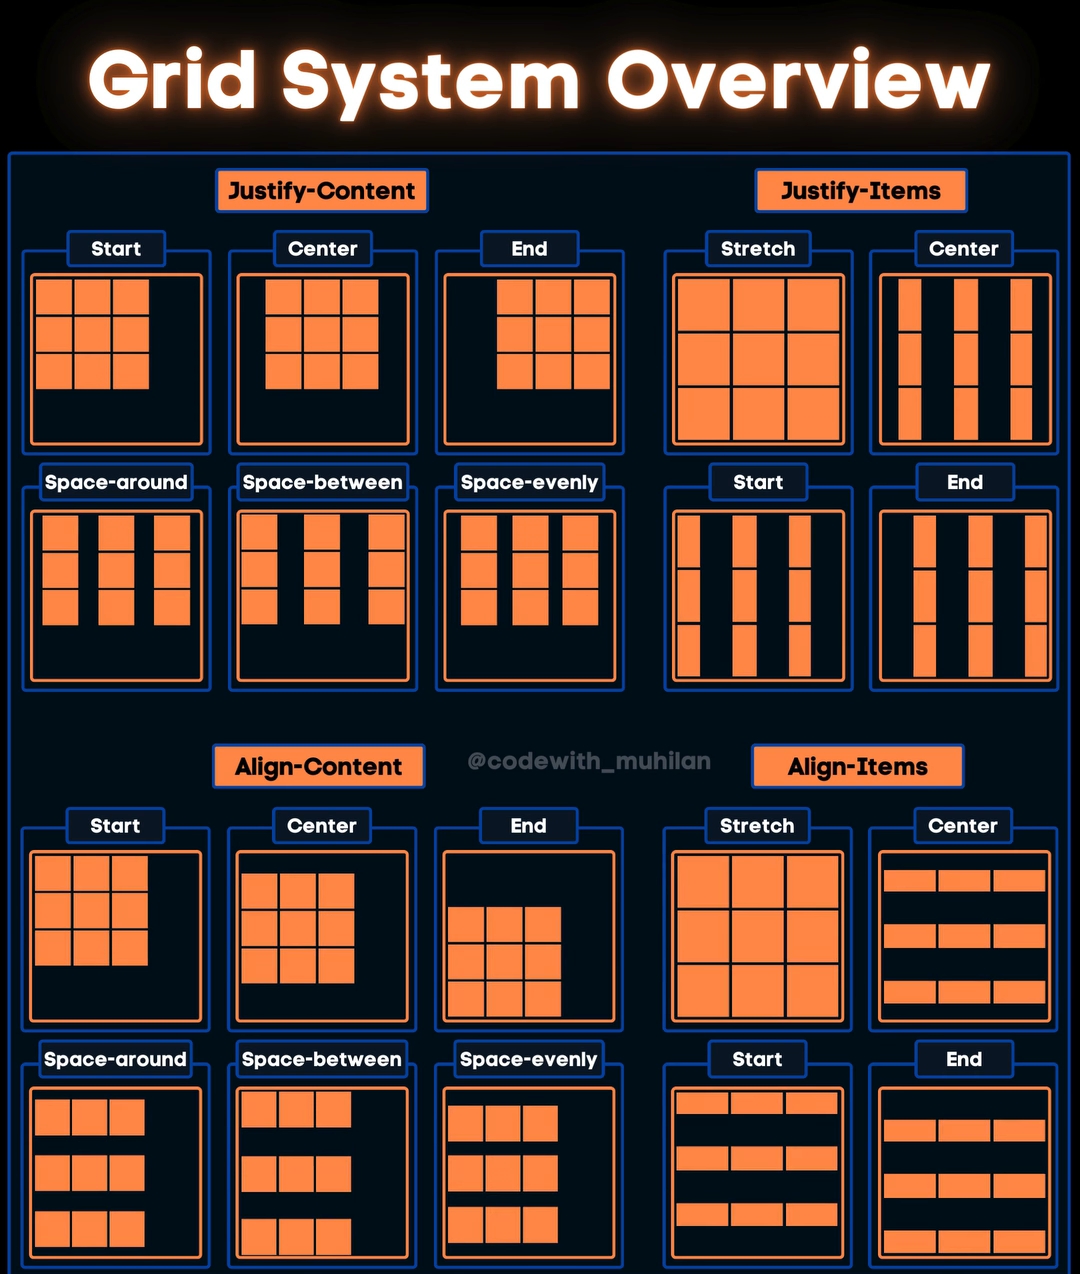 Grid System Overview
Justify-Content
Justify-Items
Start
Center
End
Stretch
Center
Space-around
Space-between
Space-evenly
Start
End
@codewith_muhilan
Align-Content
Align-Items
Start
Center
End
Stretch
Center
Space-around
Space-between
Space-evenly
Start
End